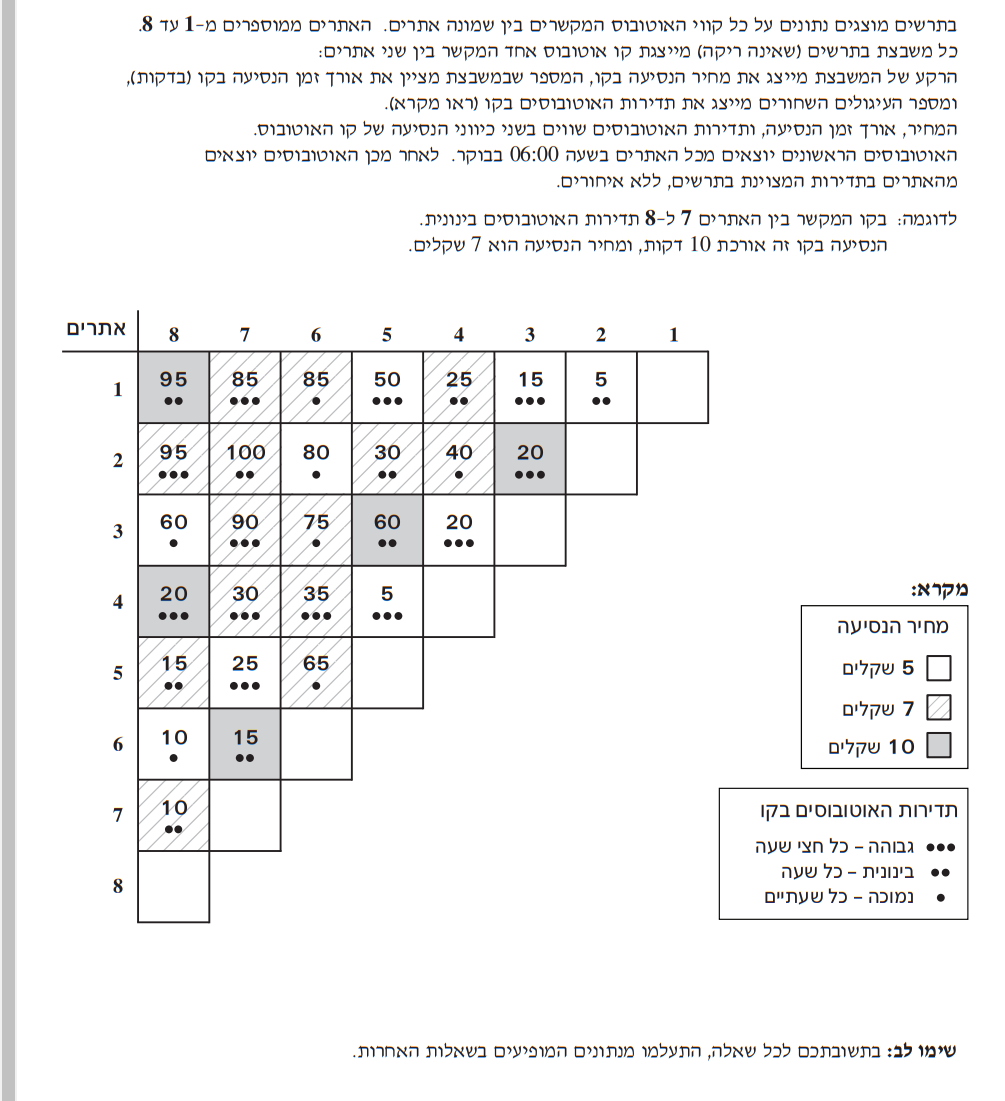 בתרשים מוצגים נתונים על כל קווי האוטובוס המקשרים בין שמונה אתרים. האתרים ממוספרים מ-1 עד 8.
כל משבצת בתרשים (שאינה ריקה) מייצגת קו אוטובוס אחד המקשר בין שני אתרים:
הרקע של המשבצת מייצג את מחיר הנסיעה בקו, המספר שבמשבצת מציין את אורך זמן הנסיעה בקו (בדקות),
ומספר העיגולים השחורים מייצג את תדירות האוטובוסים בקו (ראו מקרא).
המחיר, אורך זמן הנסיעה, ותדירות האוטובוסים שווים בשני כיווני הנסיעה של קו האוטובוס.
האוטובוסים הראשונים יוצאים מכל האתרים בשעה 06:00 בבוקר. לאחר מכן האוטובוסים יוצאים
מהאתרים בתדירות המצוינת בתרשים, ללא איחורים.
לדוגמה: בקו המקשר בין האתרים 7 ל-8 תדירות האוטובוסים בינונית.
הנסיעה בקו זה אורכת 10 דקות, ומחיר הנסיעה הוא 7 שקלים.
אתרים 8 7 6 5 4 3 2 1
1 95 85 85 50 25 15 5
2 95 100 80 30 40 20
3 60 90 75 60 20
4 20 30 35 5
5 15 25 65
6 10 15
7 10
8
מקרא:
מחיר הנסיעה
5 שקלים
7 שקלים
10 שקלים
תדירות האוטובוסים בקו
••• גבוהה – כל חצי שעה
•• בינונית – כל שעה
• נמוכה – כל שעתיים
שימו לב: בתשובתכם לכל שאלה, התעלמו מנתונים המופיעים בשאלות האחרות.